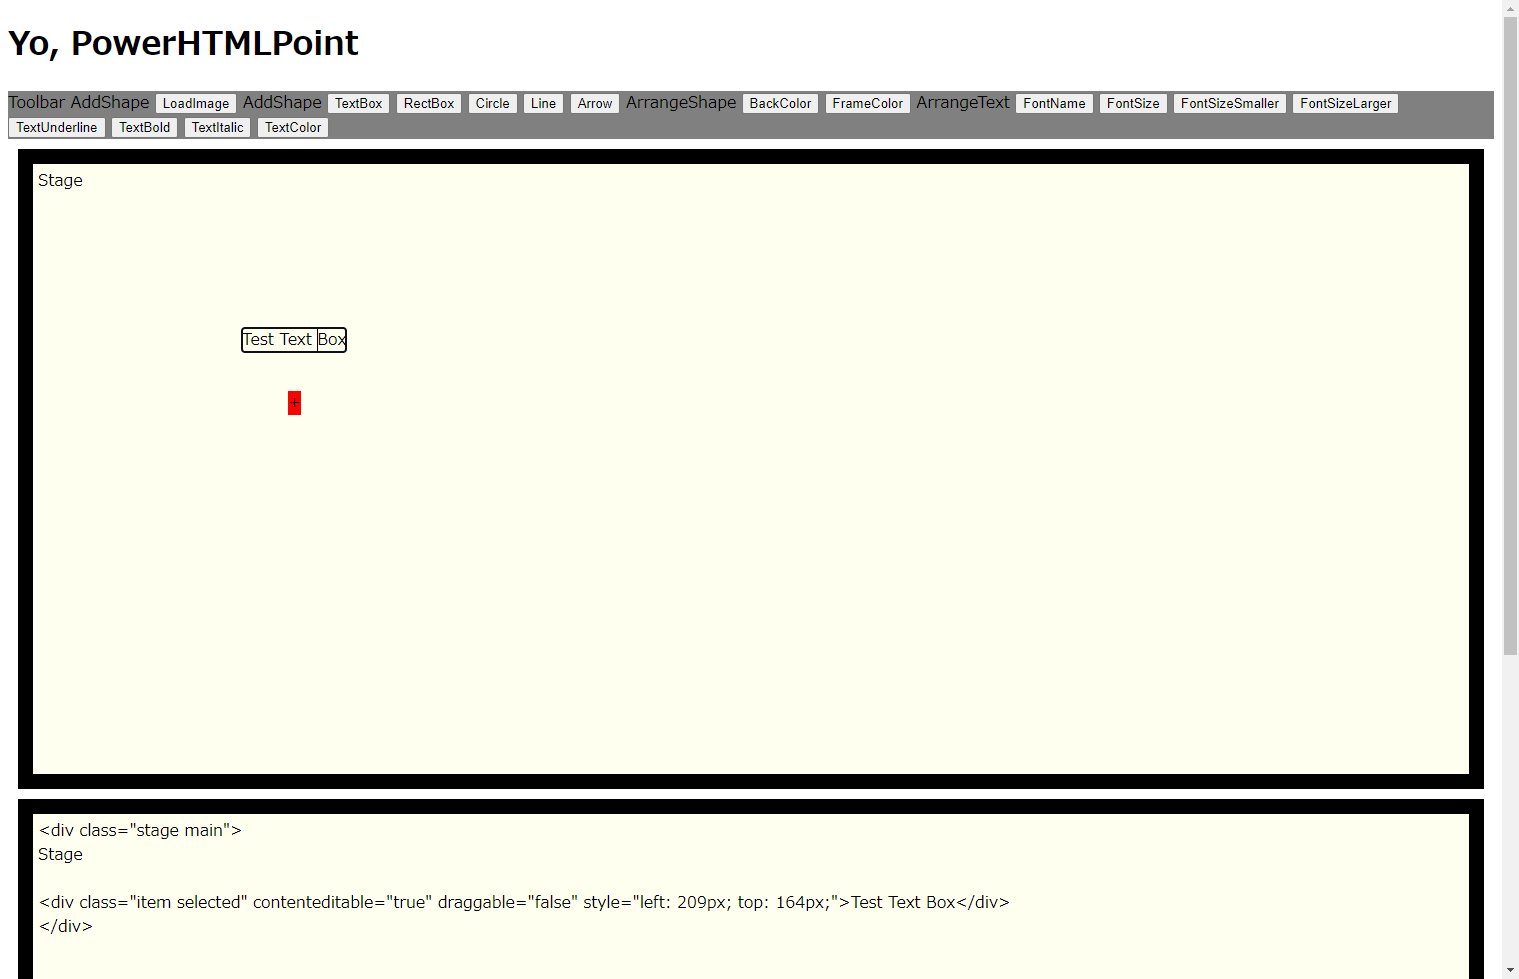 Yo, PowerHTMLPoint
Toolbar AddShape LoadImage AddShape TextBox RectBox Circle Line Arrow ArrangeShape BackColor FrameColor ArrangeText FontName FontSize FontSizeSmaller FontSizeLarger
TextUnderline TextBold TextItalic TextColor
Stage
Test Text Box
+
<div class="stage main">
Stage
<div class="item selected" contenteditable="true" draggable="false" style="left: 209px; top: 164px;">Test Text Box</div>
</div>